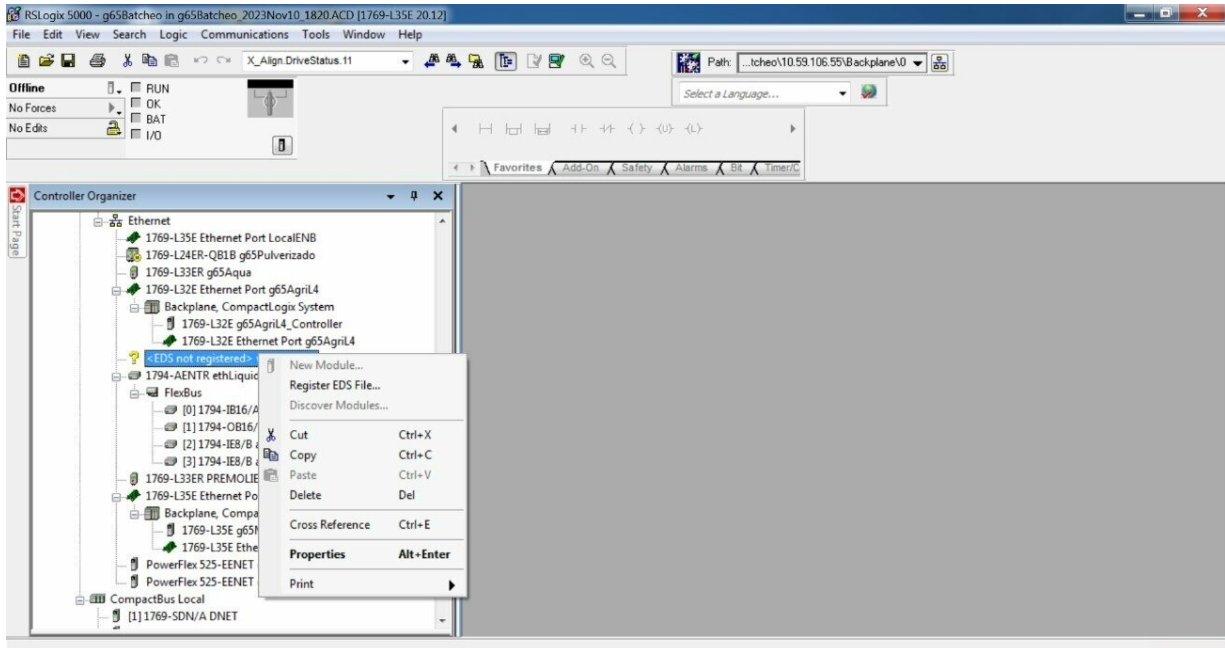 RSLogix 5000 - g65Batcheo in g65Batcheo_2023Nov10_1820.ACD [1769-L35E 20.12]
File Edit View Search Logic Communications Tools Window Help
X_Align.DriveStatus.11
Path: ...tcheo\10.59.106.55\Backplane\0
Offline
RUN
No Forces
OK
BAT
No Edits
I/O
Select a Language...
Favorites Add-On Safety Alarms Bit Timer/C
Start Page
Controller Organizer
Ethernet
1769-L35E Ethernet Port LocalENB
1769-L24ER-QB1B g65Pulverizado
1769-L33ER g65Aqua
1769-L32E Ethernet Port g65AgriL4
Backplane, CompactLogix System
1769-L32E g65AgriL4_Controller
1769-L32E Ethernet Port g65AgriL4
<EDS not registered>
1794-AENTR ethLiquid
FlexBus
[0] 1794-IB16/A
[1] 1794-OB16/
[2] 1794-IE8/B
[3] 1794-IE8/B
1769-L33ER PREMOLIE
1769-L35E Ethernet Po
Backplane, Compa
1769-L35E
1769-L35E Ethe
PowerFlex 525-EENET
PowerFlex 525-EENET
CompactBus Local
[1] 1769-SDN/A DNET
New Module...
Register EDS File...
Discover Modules...
Cut Ctrl+X
Copy Ctrl+C
Paste Ctrl+V
Delete Del
Cross Reference Ctrl+E
Properties Alt+Enter
Print